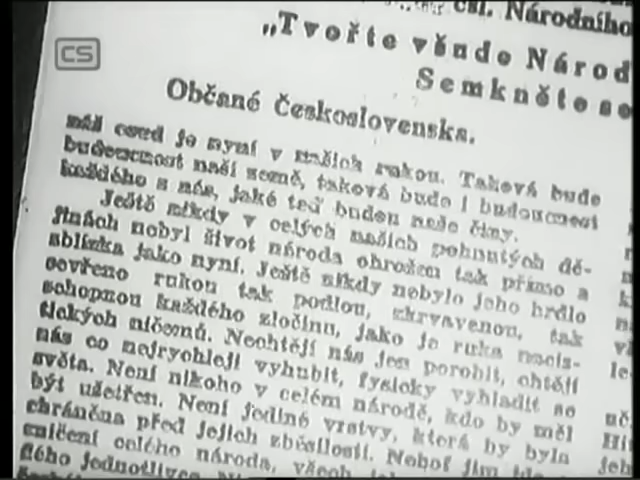 čsl. Národního
„Tvořte všude Národ
Semkněte se
CS
Občané Československa.
náš osud je nyní v našich rukou. Taková bude
budoucnost naší země, taková bude i budoucnost
každého z nás, jaké teď budou naše činy.
Ještě nikdy v celých našich pohnutých dě-
jinách nebyl život národa ohrožen tak přímo a
zblízka jako nyní. Ještě nikdy nebylo jeho hrdlo
sevřeno rukou tak podlou, zkrvavenou, tak
schopnou každého zločinu, jako je ruka nacis-
tických ničemů. Nechtějí nás jen porobit, chtějí
nás co nejrychleji vyhubit, fysicky vyhladit se
světa. Není nikoho v celém národě, kdo by měl
být ušetřen. Není jediné vrstvy, která by byla
chráněna před jejich zběsilostí. Neboť jim jde o
zničení celého národa, všech
jednotlivce